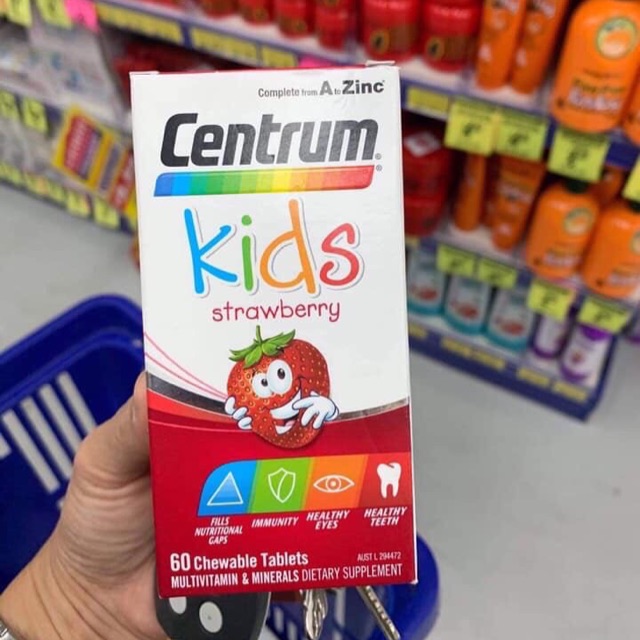 Complete from A to Zinc
Centrum®
kids
strawberry
FILLS NUTRITIONAL GAPS
IMMUNITY
HEALTHY EYES
HEALTHY TEETH
60 Chewable Tablets
AUST L 294472
MULTIVITAMIN & MINERALS DIETARY SUPPLEMENT